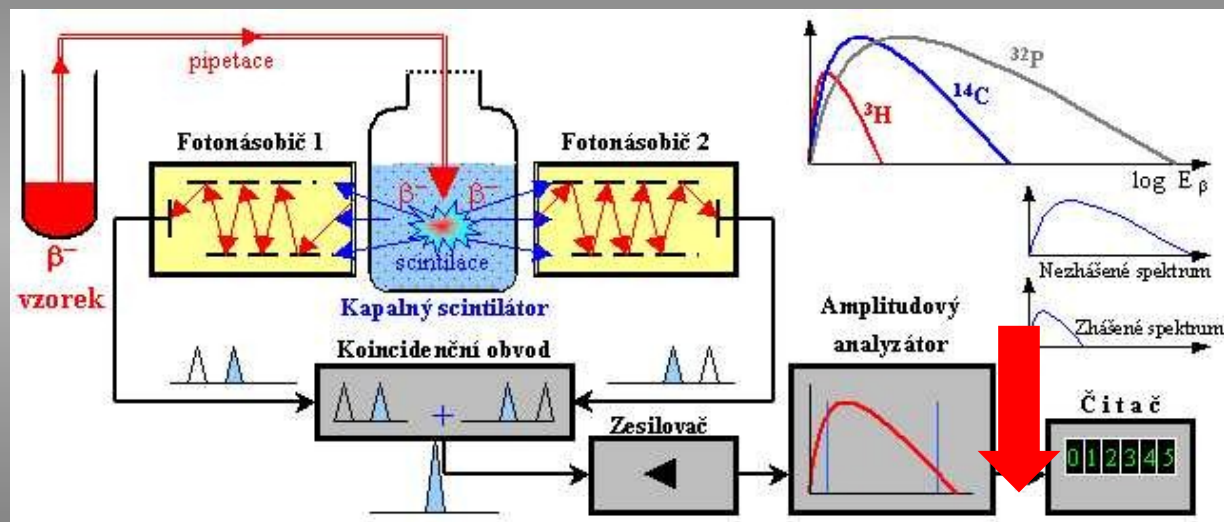 pipetace
Fotonásobič 1
Fotonásobič 2
β⁻
vzorek
β⁻ β⁻
scintilace
Kapalný scintilátor
³H
¹⁴C
³²P
log E β
Nezhášené spektrum
Zhášené spektrum
Koincidenční obvod
+
Zesilovač
Amplitudový
analyzátor
Čitač
012345